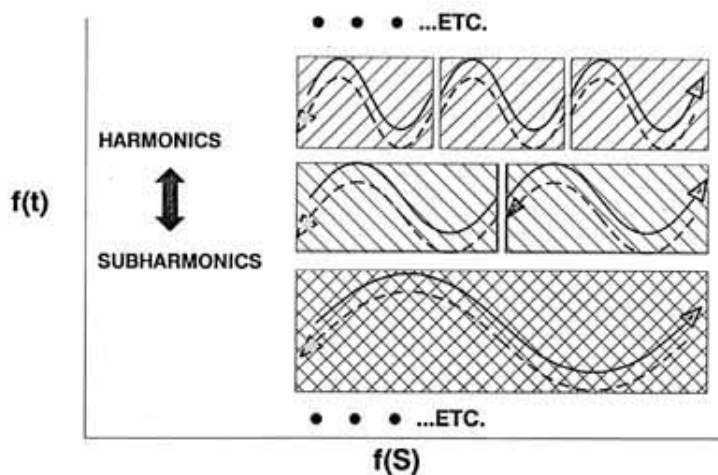 • • • ...ETC.
HARMONICS
f(t)
SUBHARMONICS
• • • ...ETC.
f(S)